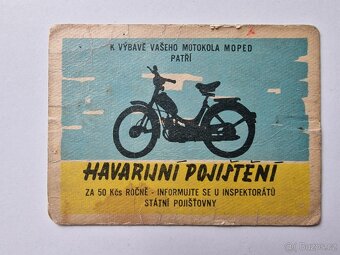 K VÝBAVĚ VAŠEHO MOTOKOLA MOPED
PATŘÍ
HAVARIJNÍ POJIŠTĚNÍ
ZA 50 Kčs ROČNĚ - INFORMUJTE SE U INSPEKTORÁTŮ
STÁTNÍ POJIŠŤOVNY